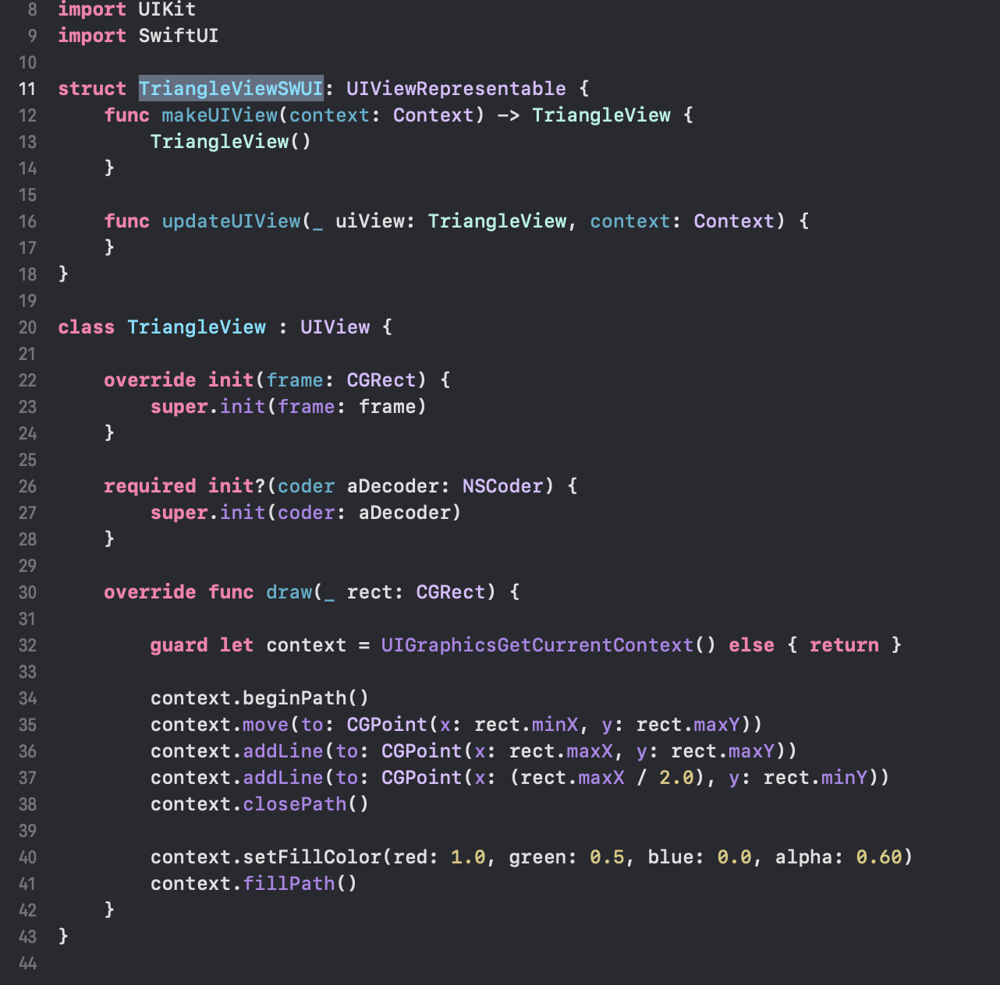 8 import UIKit
9 import SwiftUI
10
11 struct TriangleViewSWUI: UIViewRepresentable {
12     func makeUIView(context: Context) -> TriangleView {
13         TriangleView()
14     }
15
16     func updateUIView(_ uiView: TriangleView, context: Context) {
17     }
18 }
19
20 class TriangleView : UIView {
21
22     override init(frame: CGRect) {
23         super.init(frame: frame)
24     }
25
26     required init?(coder aDecoder: NSCoder) {
27         super.init(coder: aDecoder)
28     }
29
30     override func draw(_ rect: CGRect) {
31
32         guard let context = UIGraphicsGetCurrentContext() else { return }
33
34         context.beginPath()
35         context.move(to: CGPoint(x: rect.minX, y: rect.maxY))
36         context.addLine(to: CGPoint(x: rect.maxX, y: rect.maxY))
37         context.addLine(to: CGPoint(x: (rect.maxX / 2.0), y: rect.minY))
38         context.closePath()
39
40         context.setFillColor(red: 1.0, green: 0.5, blue: 0.0, alpha: 0.60)
41         context.fillPath()
42     }
43 }
44